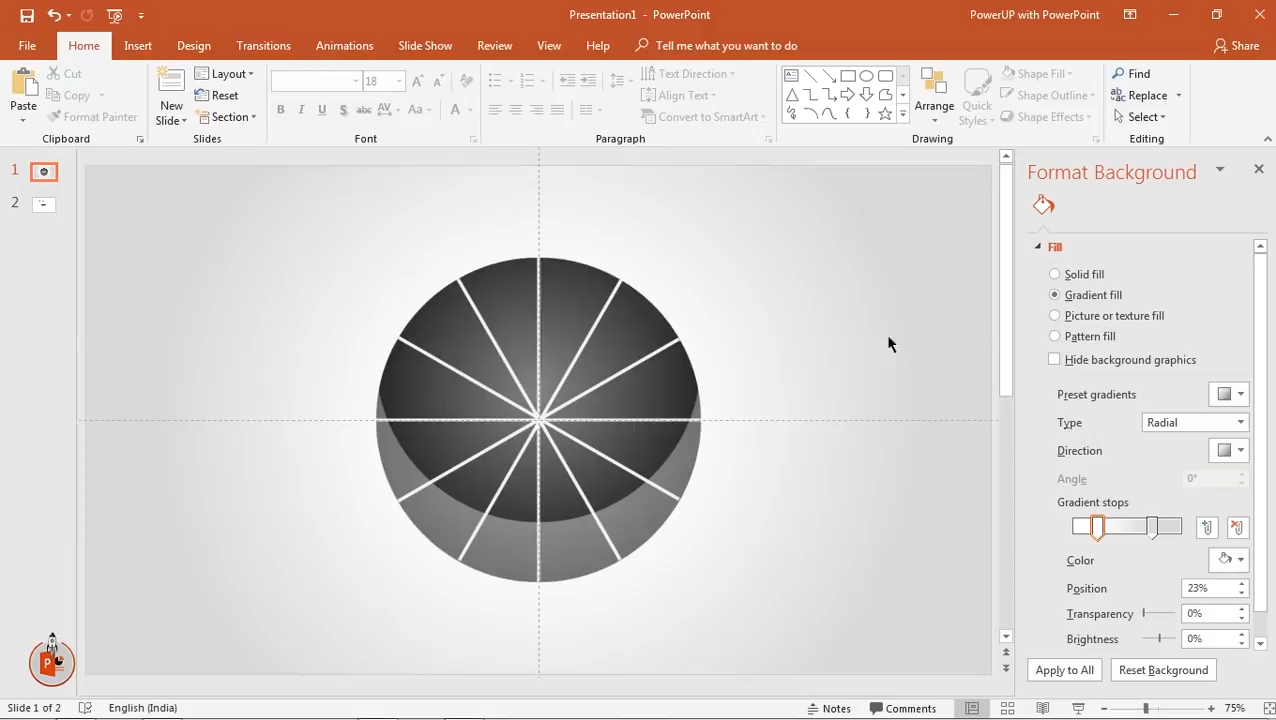 Presentation1 - PowerPoint
PowerUP with PowerPoint
File Home Insert Design Transitions Animations Slide Show Review View Help Tell me what you want to do Share
Paste
Cut
Copy
Format Painter
Clipboard
New
Slide
Layout
Reset
Section
Slides
18
B I U S abc AV Aa A
Font
Text Direction
Align Text
Convert to SmartArt
Paragraph
Arrange
Quick
Styles
Shape Fill
Shape Outline
Shape Effects
Drawing
Find
Replace
Select
Editing
1
2
P
Format Background
Fill
Solid fill
Gradient fill
Picture or texture fill
Pattern fill
Hide background graphics
Preset gradients
Type Radial
Direction
Angle 0°
Gradient stops
Color
Position 23%
Transparency 0%
Brightness 0%
Apply to All Reset Background
Slide 1 of 2 English (India) Notes Comments 75%